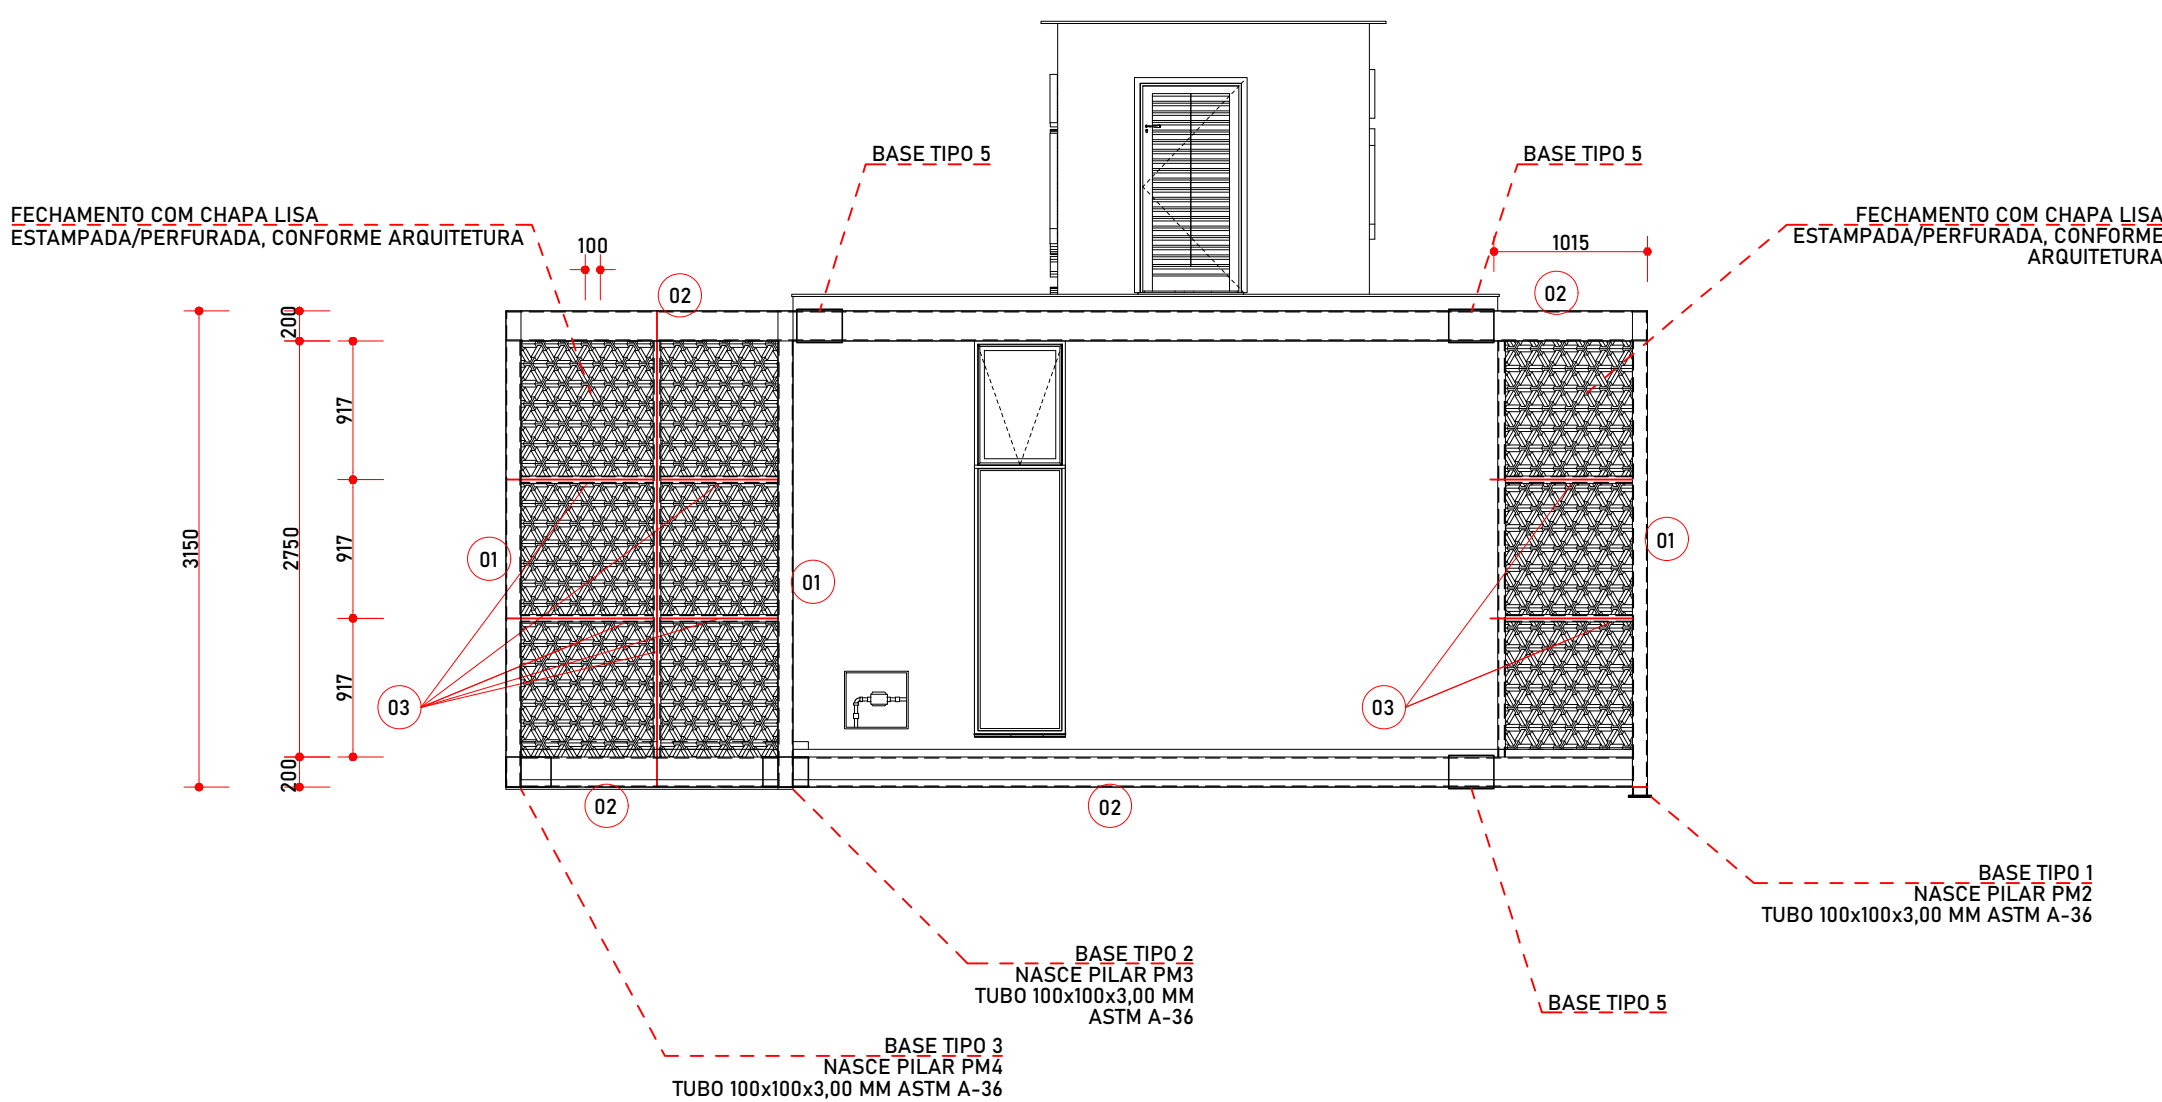 BASE TIPO 5
BASE TIPO 5
FECHAMENTO COM CHAPA LISA
ESTAMPADA/PERFURADA, CONFORME ARQUITETURA
FECHAMENTO COM CHAPA LISA
ESTAMPADA/PERFURADA, CONFORME
ARQUITETURA
100
1015
02
02
200
917
3150
2750
917
01
01
01
917
03
03
200
02
02
BASE TIPO 1
NASCE PILAR PM2
TUBO 100x100x3,00 MM ASTM A-36
BASE TIPO 2
NASCE PILAR PM3
TUBO 100x100x3,00 MM
ASTM A-36
BASE TIPO 5
BASE TIPO 3
NASCE PILAR PM4
TUBO 100x100x3,00 MM ASTM A-36